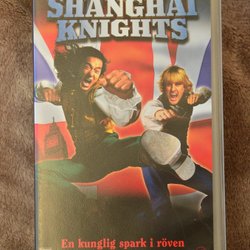 SHANGHAI
KNIGHTS
En kunglig spark i röven